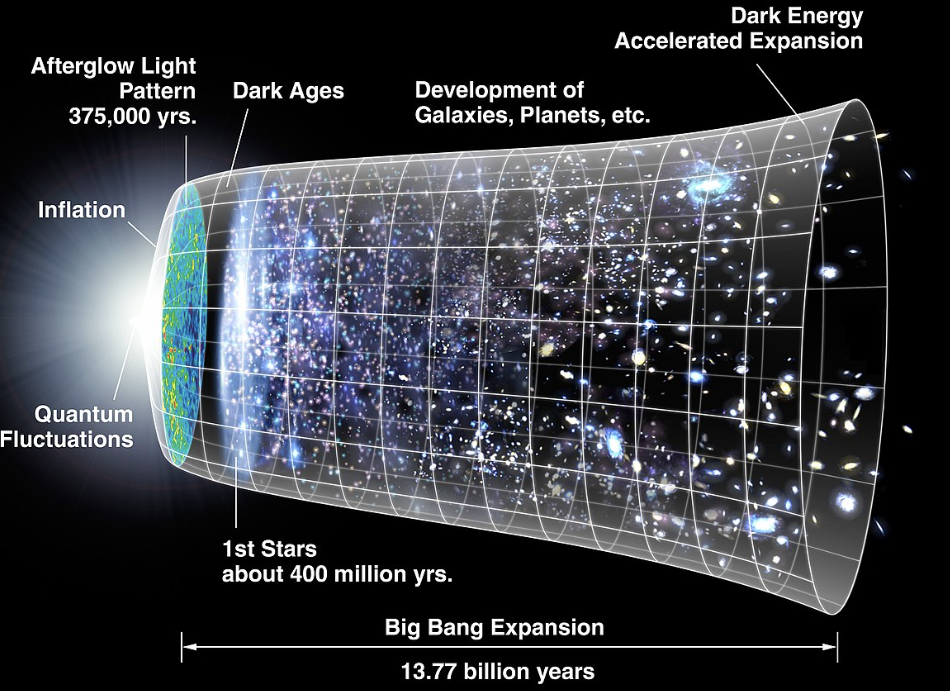 Dark Energy
Accelerated Expansion
Afterglow Light
Pattern
375,000 yrs.
Dark Ages
Development of
Galaxies, Planets, etc.
Inflation
Quantum
Fluctuations
1st Stars
about 400 million yrs.
Big Bang Expansion
13.77 billion years